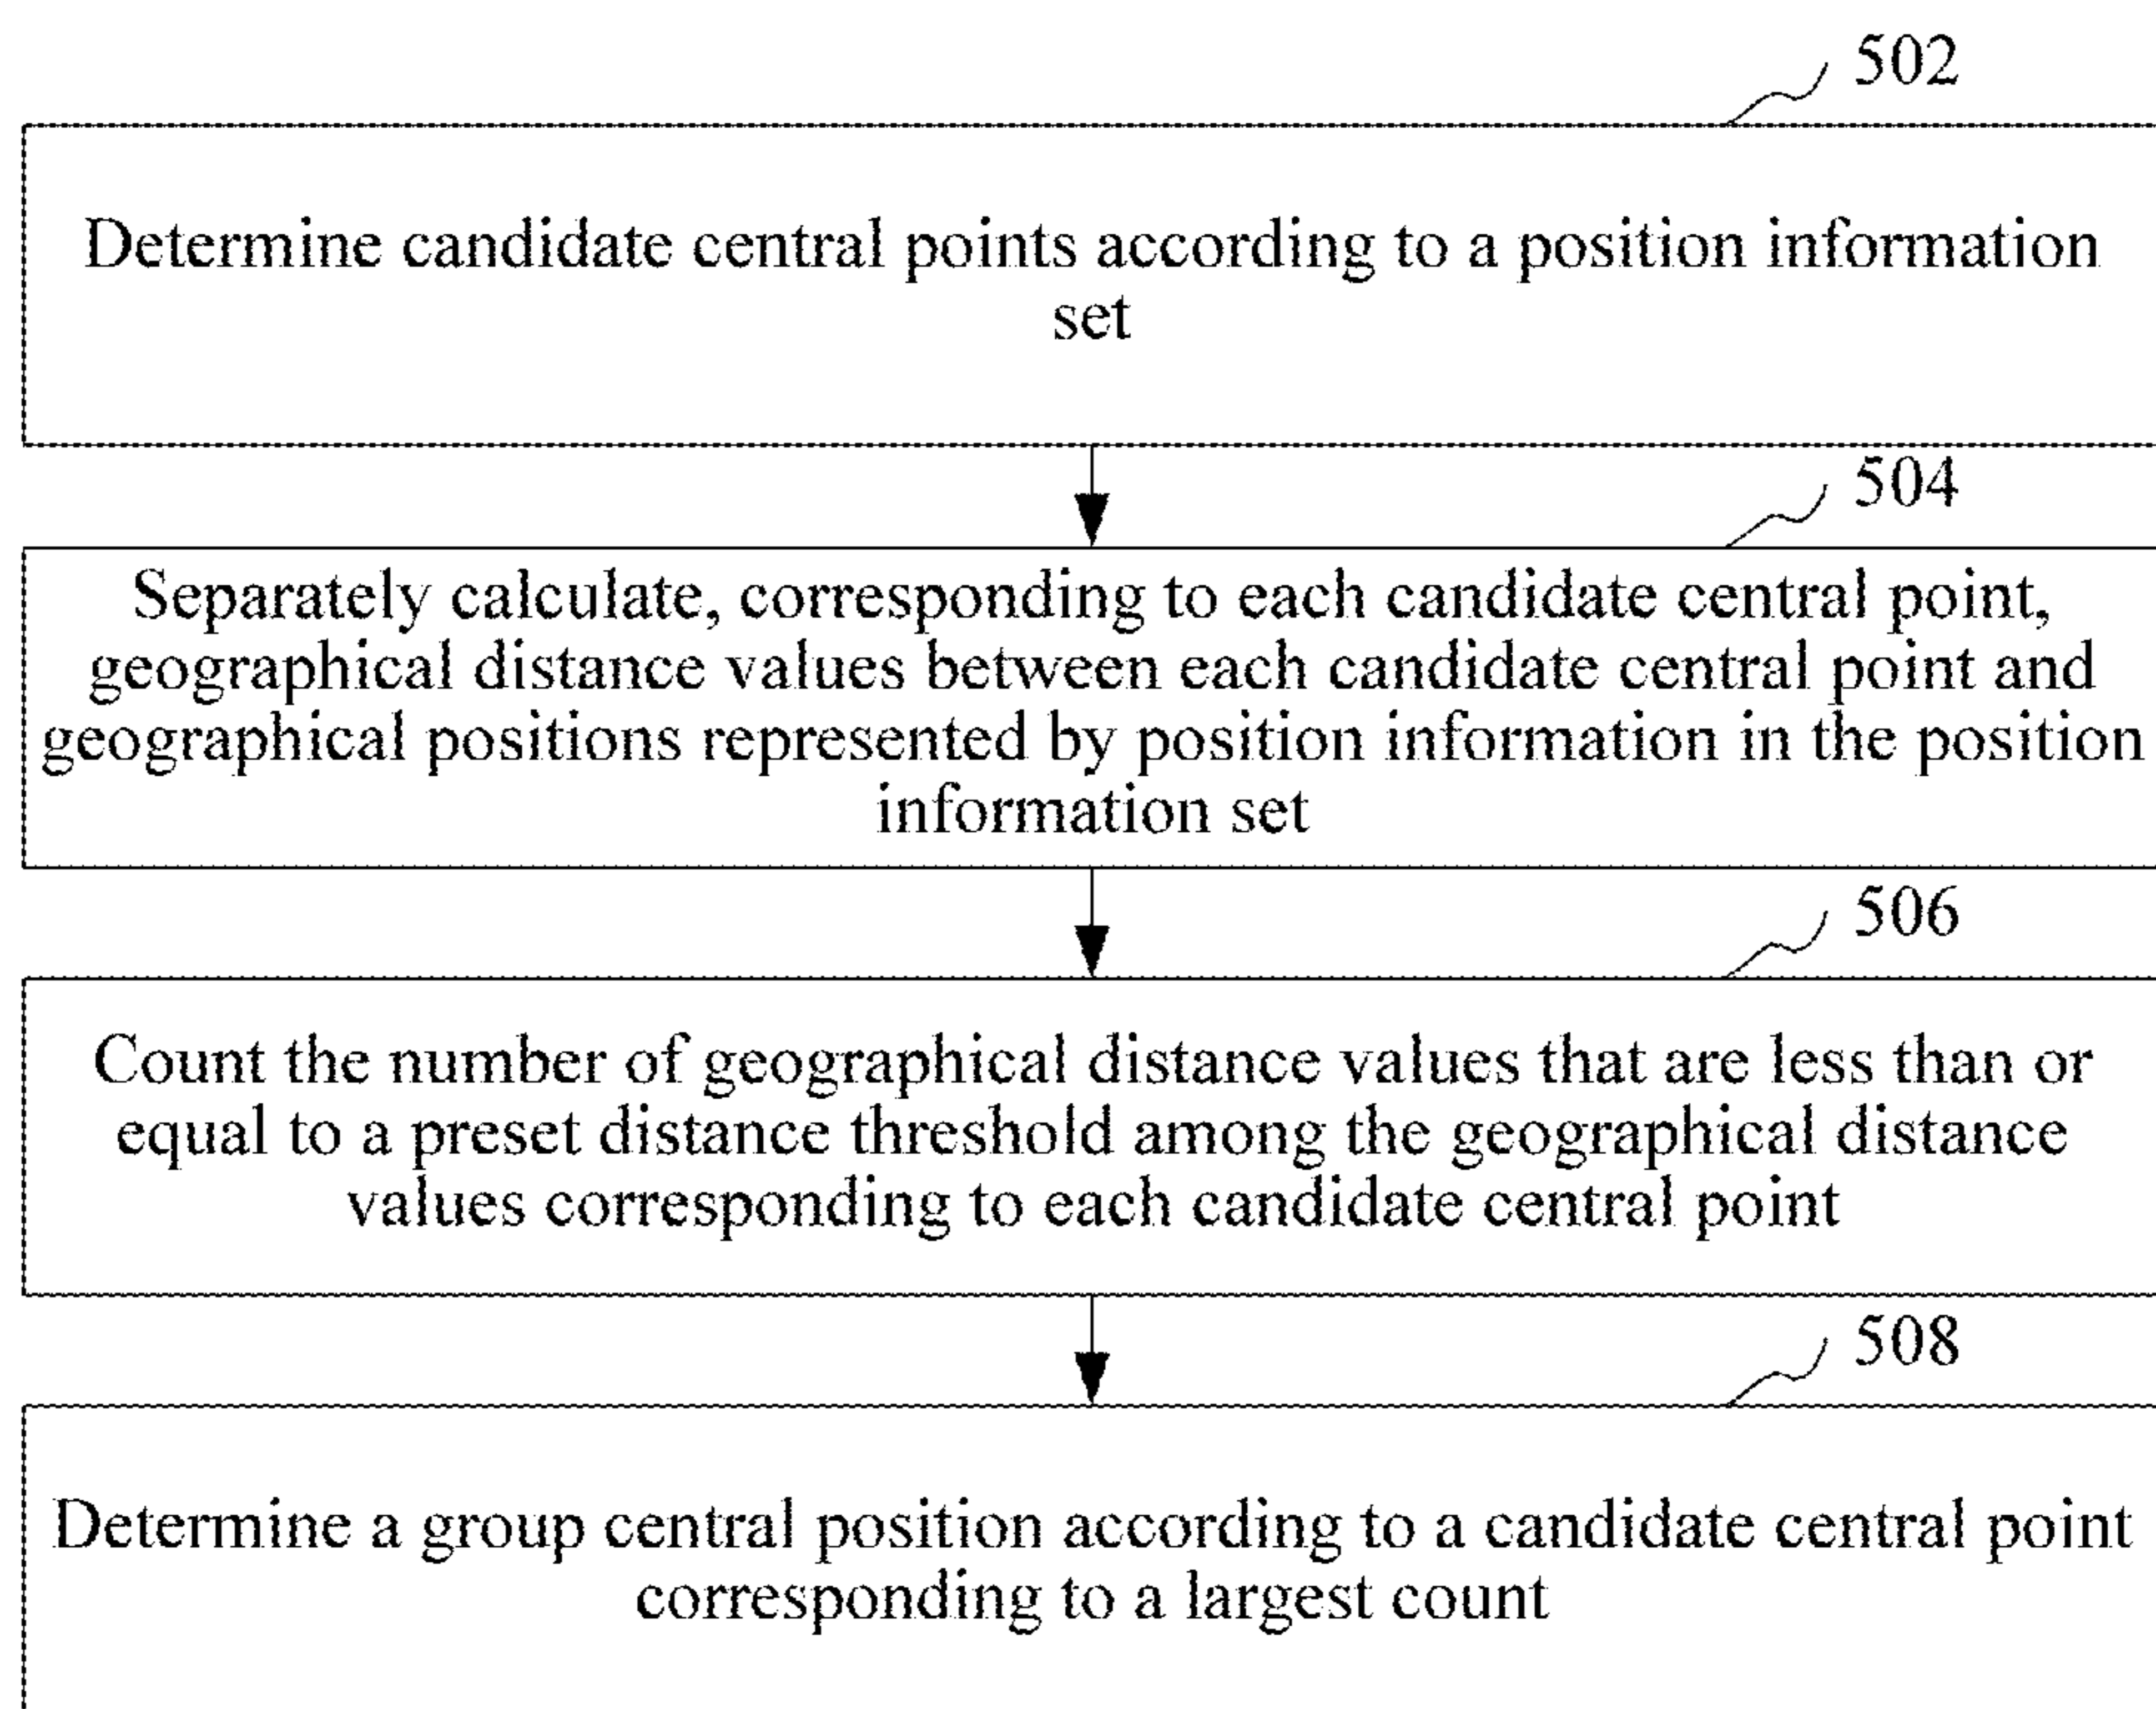 502
Determine candidate central points according to a position information
set
504
Separately calculate, corresponding to each candidate central point,
geographical distance values between each candidate central point and
geographical positions represented by position information in the position
information set
506
Count the number of geographical distance values that are less than or
equal to a preset distance threshold among the geographical distance
values corresponding to each candidate central point
508
Determine a group central position according to a candidate central point
corresponding to a largest count